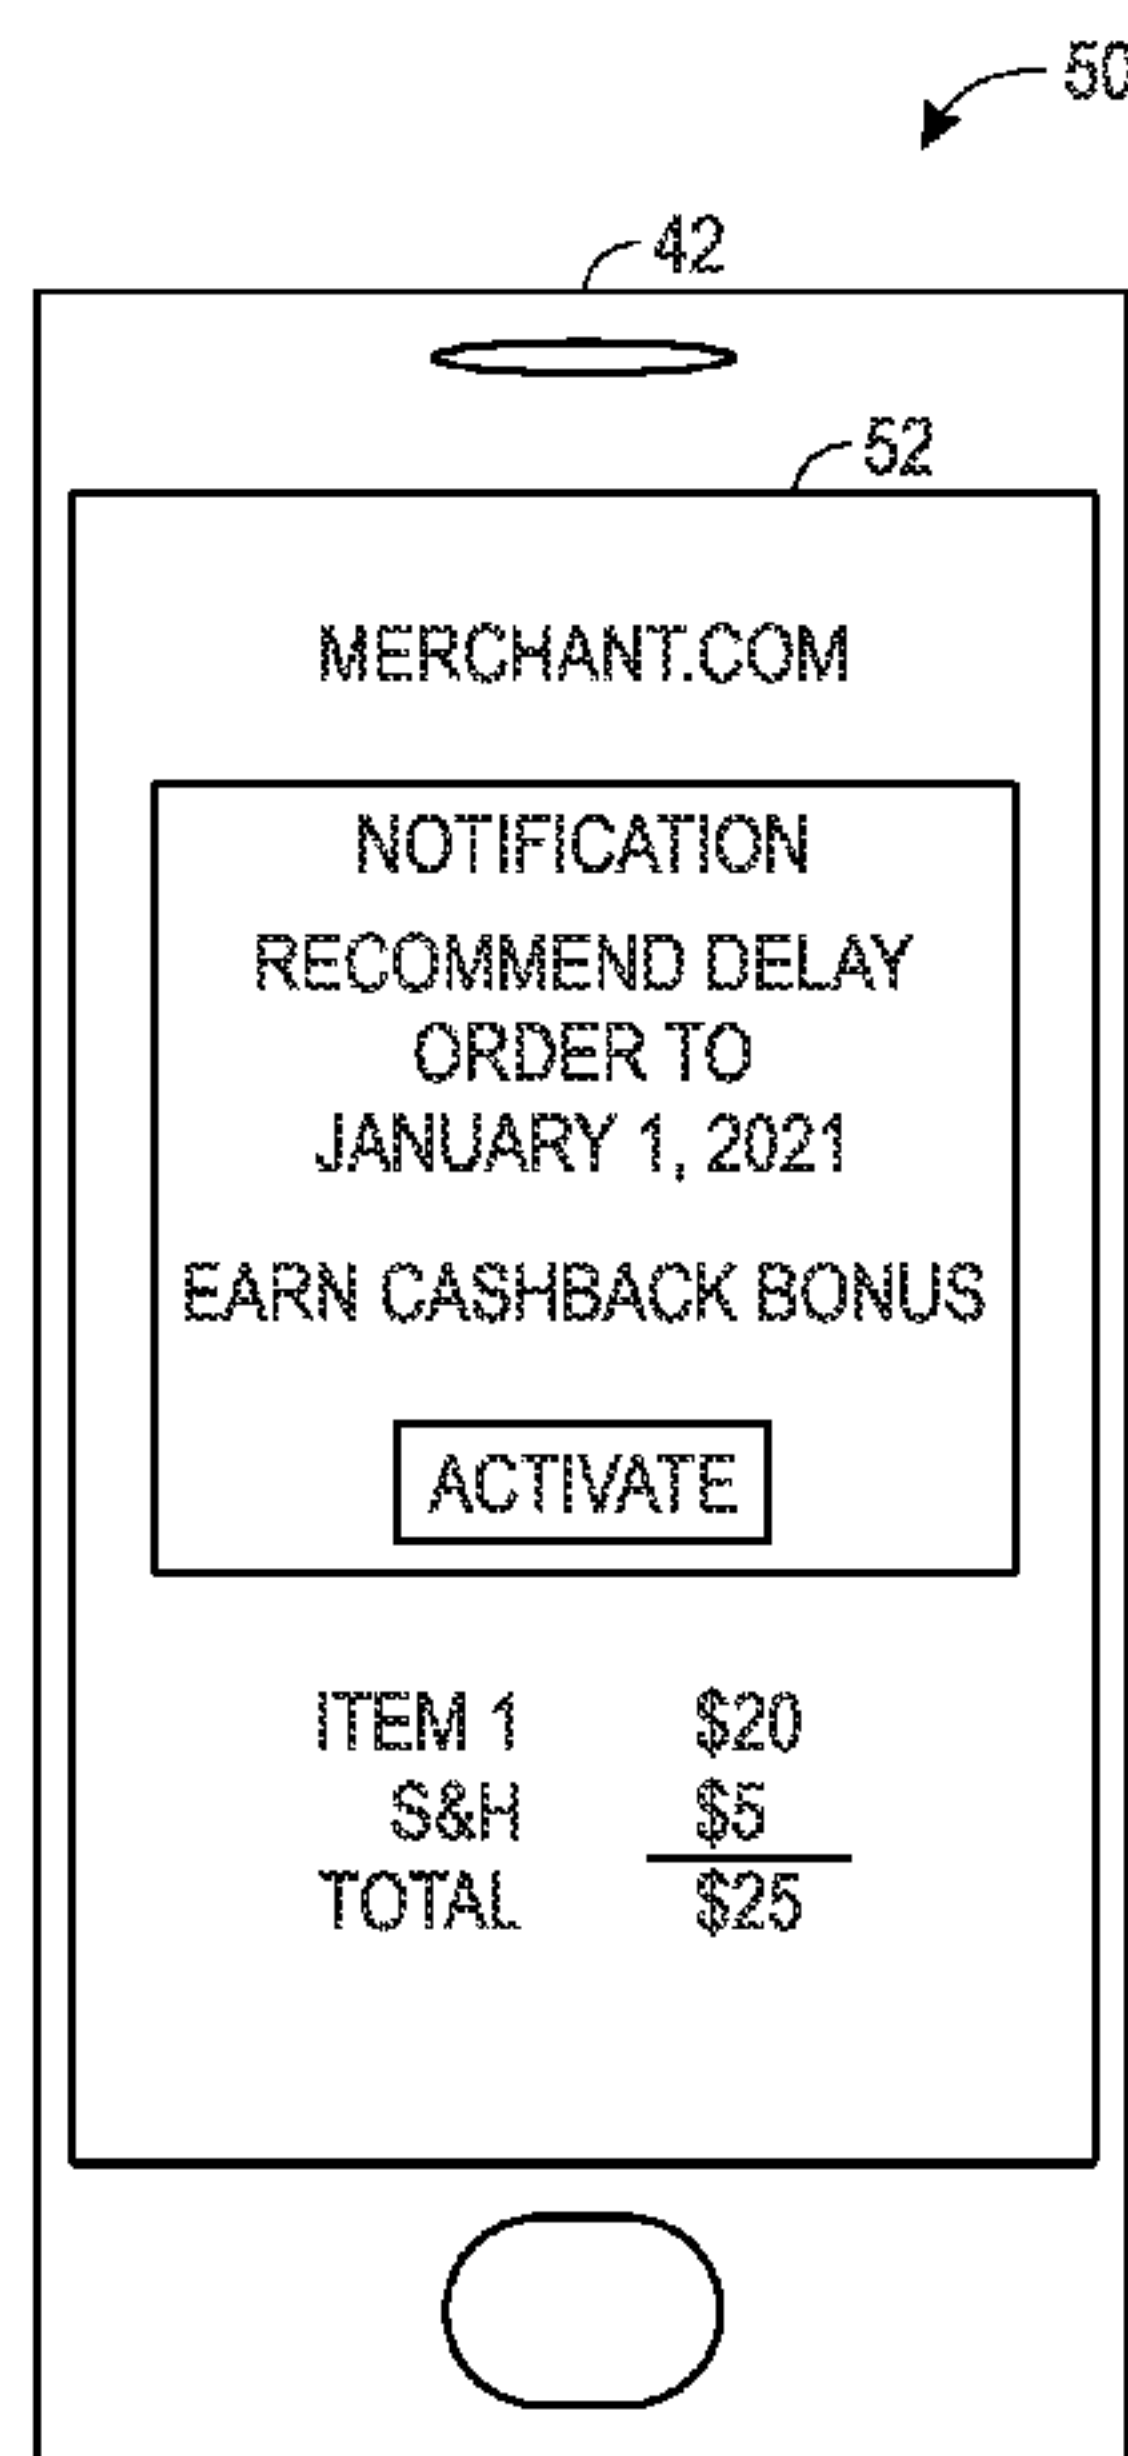 50
42
52
MERCHANT.COM
NOTIFICATION
RECOMMEND DELAY
ORDER TO
JANUARY 1, 2021
EARN CASHBACK BONUS
ACTIVATE
ITEM 1 $20
S&H $5
TOTAL $25